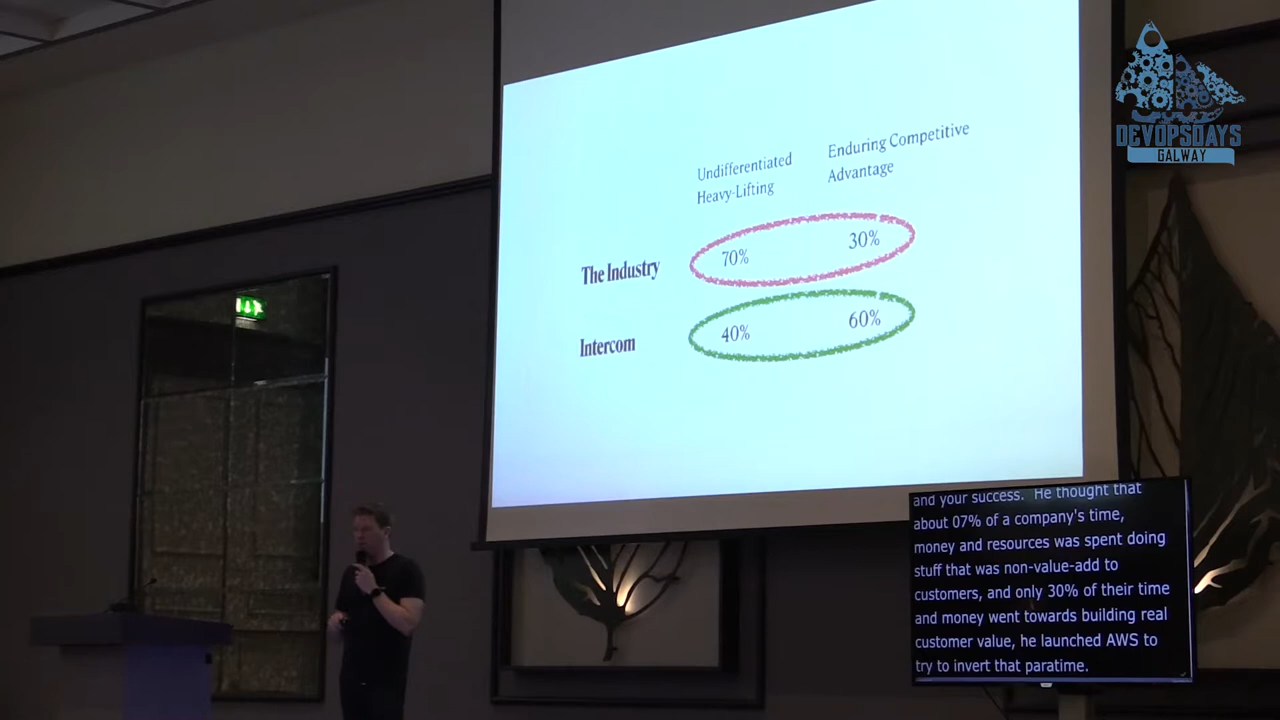 Undifferentiated
Heavy-Lifting
Enduring Competitive
Advantage
The Industry
70%
30%
Intercom
40%
60%
DEVOPSDAYS
GALWAY
and your success. He thought that
about 07% of a company's time,
money and resources was spent doing
stuff that was non-value-add to
customers, and only 30% of their time
and money went towards building real
customer value, he launched AWS to
try to invert that paratime.